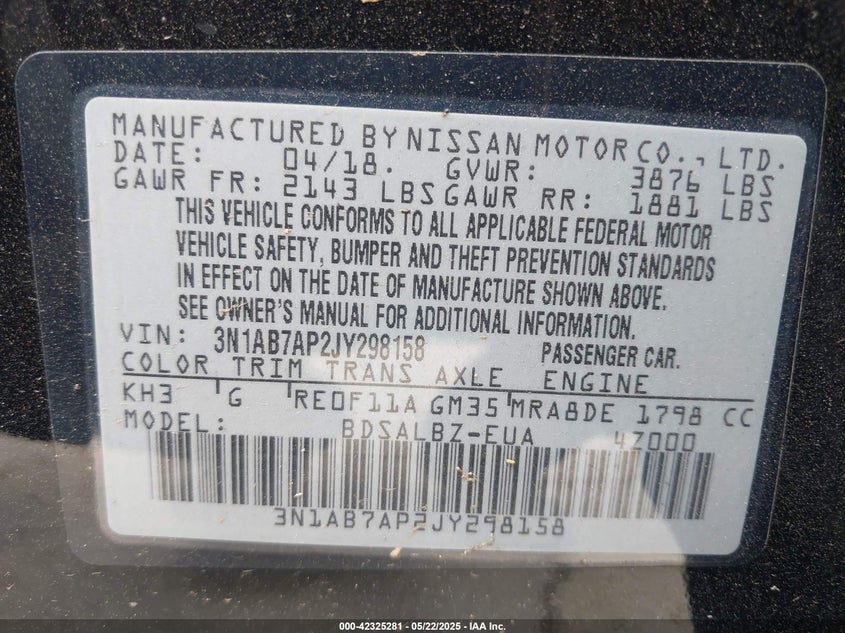 MANUFACTURED BY NISSAN MOTOR CO., LTD.
DATE: 04/18. GVWR: 3876 LBS
GAWR FR: 2143 LBS GAWR RR: 1881 LBS
THIS VEHICLE CONFORMS TO ALL APPLICABLE FEDERAL MOTOR
VEHICLE SAFETY, BUMPER AND THEFT PREVENTION STANDARDS
IN EFFECT ON THE DATE OF MANUFACTURE SHOWN ABOVE.
SEE OWNER'S MANUAL FOR ADDITIONAL INFORMATION.
VIN: 3N1AB7AP2JY298158 PASSENGER CAR.
COLOR TRIM TRANS AXLE ENGINE
KH3 G RE0F11A GM35 MRA8DE 1798 CC
MODEL: BDSALBZ-EUA 4Z000
3N1AB7AP2JY298158
000-42325281 - 05/22/2025 - IAA Inc.